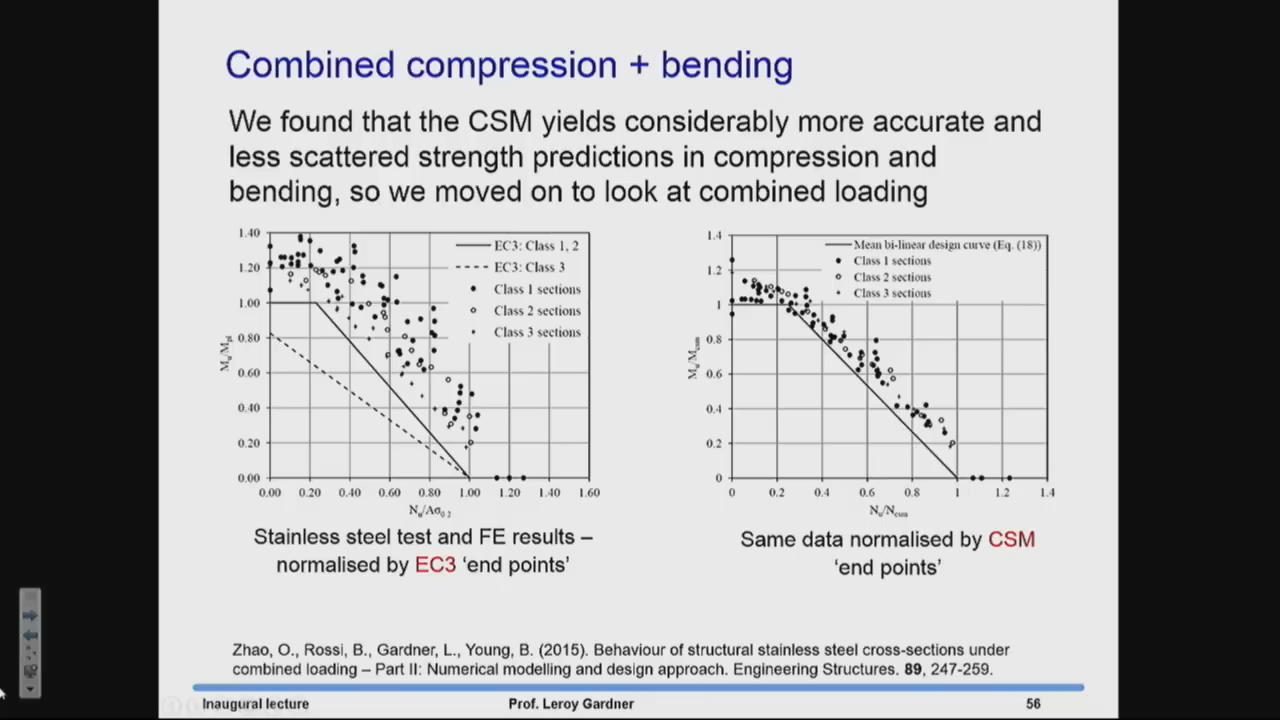 Combined compression + bending
We found that the CSM yields considerably more accurate and
less scattered strength predictions in compression and
bending, so we moved on to look at combined loading
1.40
1.20
1.00
0.80
0.60
0.40
0.20
0.00
Mu/Mpl
EC3: Class 1, 2
EC3: Class 3
Class 1 sections
Class 2 sections
Class 3 sections
0.00 0.20 0.40 0.60 0.80 1.00 1.20 1.40 1.60
Nu/Aσ0.2
Stainless steel test and FE results –
normalised by EC3 ‘end points’
1.4
1.2
1
0.8
0.6
0.4
0.2
0
Mu/Mcsm
Mean bi-linear design curve (Eq. (18))
Class 1 sections
Class 2 sections
Class 3 sections
0 0.2 0.4 0.6 0.8 1 1.2 1.4
Nu/Ncsm
Same data normalised by CSM
‘end points’
Zhao, O., Rossi, B., Gardner, L., Young, B. (2015). Behaviour of structural stainless steel cross-sections under
combined loading – Part II: Numerical modelling and design approach. Engineering Structures. 89, 247-259.
Inaugural lecture Prof. Leroy Gardner 56